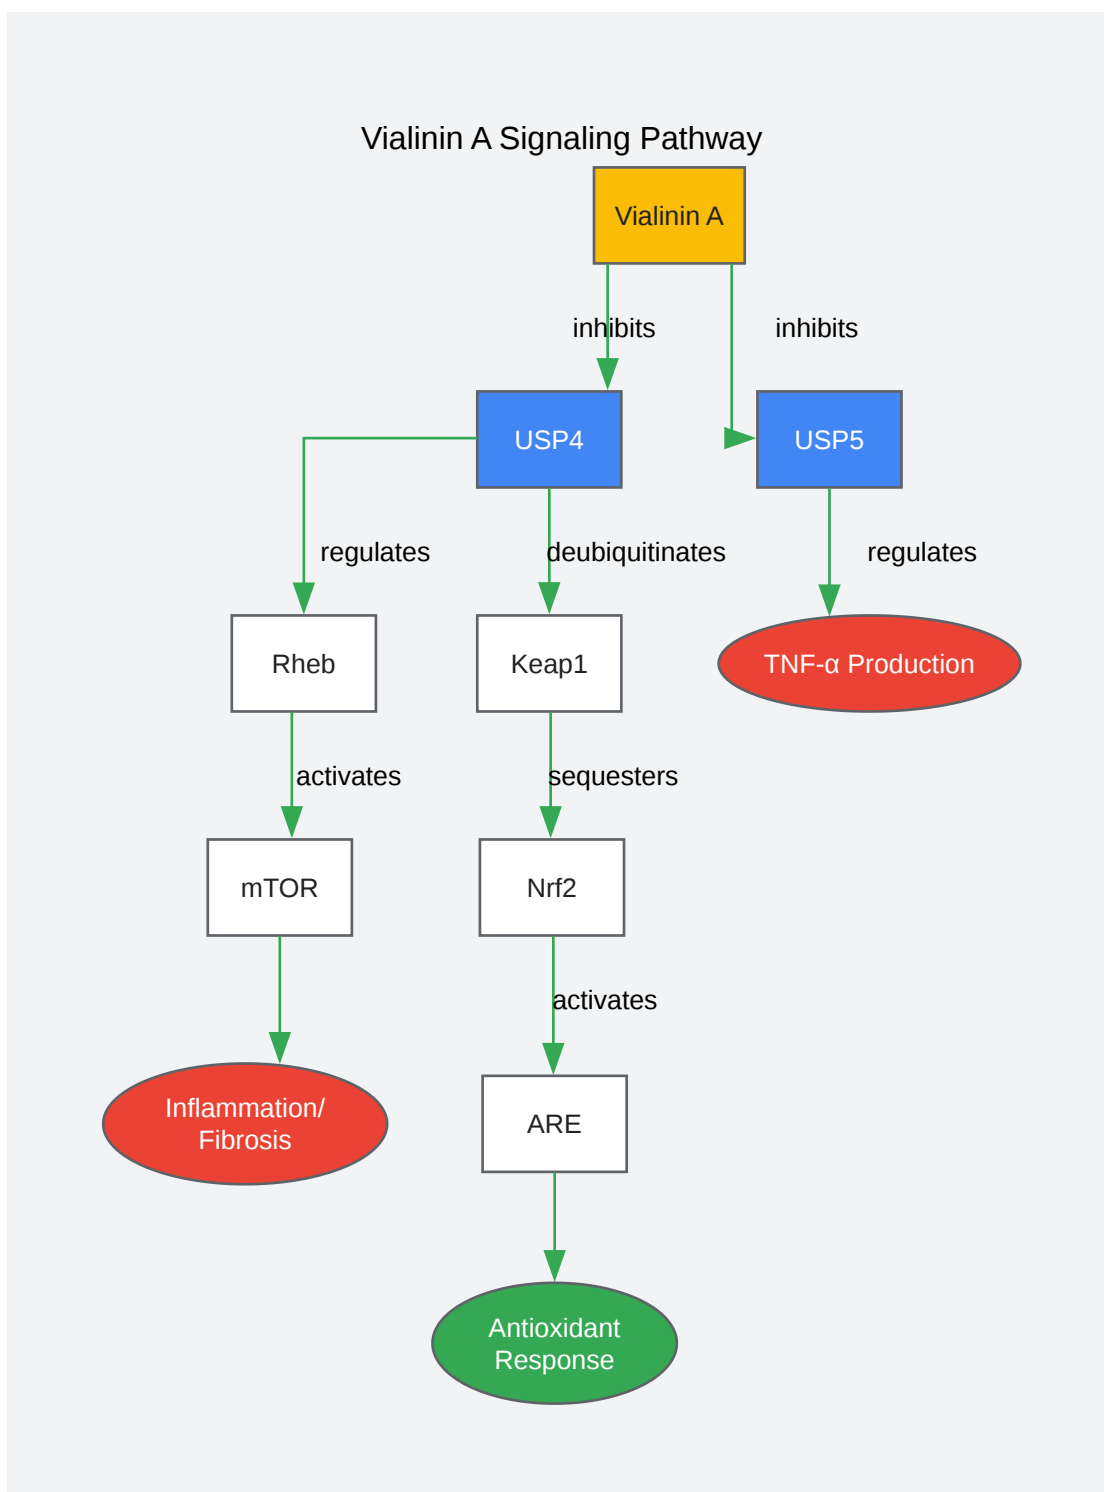 Vialinin A Signaling Pathway
Vialinin A
inhibits
inhibits
USP4
USP5
regulates
deubiquitinates
regulates
Rheb
Keap1
TNF-α Production
activates
sequesters
mTOR
Nrf2
activates
Inflammation/
Fibrosis
ARE
Antioxidant
Response